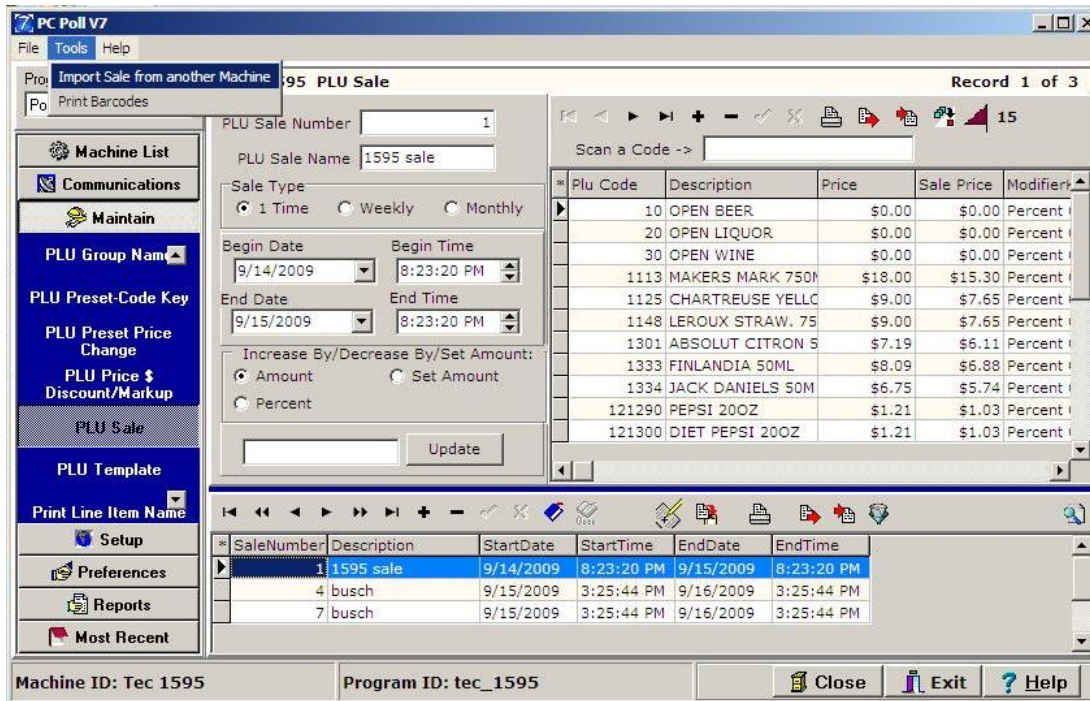 PC Poll V7
File Tools Help
Import Sale from another Machine
Print Barcodes
PLU Sale
Record 1 of 3
PLU Sale Number 1
PLU Sale Name 1595 sale
Sale Type
1 Time Weekly Monthly
Begin Date Begin Time
9/14/2009 8:23:20 PM
End Date End Time
9/15/2009 8:23:20 PM
Increase By/Decrease By/Set Amount:
Amount Set Amount
Percent
Update
15
Scan a Code ->
* Plu Code Description Price Sale Price
10 OPEN BEER $0.00 $0.00 Percent
20 OPEN LIQUOR $0.00 $0.00 Percent
30 OPEN WINE $0.00 $0.00 Percent
1113 MAKERS MARK $18.00 $15.30 Percent
1125 CHARTREUSE $9.00 $7.65 Percent
1148 LEROUX STRAW. 75 $9.00 $7.65 Percent
1301 ABSOLUT CITRON 5 $7.19 $6.11 Percent
1333 FINLANDIA 50ML $8.09 $6.88 Percent
1334 JACK DANIELS 50M $6.75 $5.74 Percent
121290 PEPSI 20OZ $1.21 $1.03 Percent
121300 DIET PEPSI 20OZ $1.21 $1.03 Percent
Machine List
Communications
Maintain
PLU Group
PLU Preset-Code Key
PLU Preset Price
Change
PLU Price $
Discount/Markup
PLU Sale
PLU Template
Print Line Item Name
Setup
Preferences
Reports
Most Recent
* SaleNumber Description StartDate StartTime EndDate EndTime
1 1595 sale 9/14/2009 8:23:20 PM 9/15/2009 8:23:20 PM
4 busch 9/15/2009 3:25:44 PM 9/16/2009 3:25:44 PM
7 busch 9/15/2009 3:25:44 PM 9/16/2009 3:25:44 PM
Machine ID: Tec 1595 Program ID: tec_1595 Close Exit Help